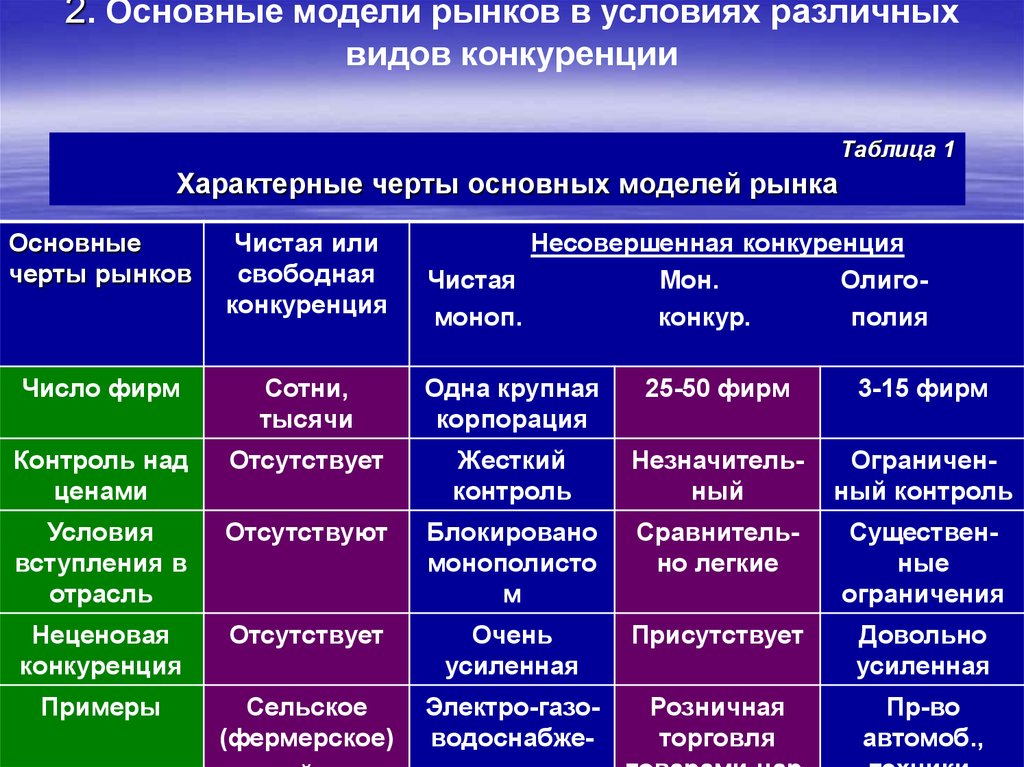 2. Основные модели рынков в условиях различных
видов конкуренции
Таблица 1
Характерные черты основных моделей рынка
Основные
черты рынков
Чистая или
свободная
конкуренция
Несовершенная конкуренция
Чистая Мон. Олиго-
моноп. конкур. полия
Число фирм
Сотни,
тысячи
Одна крупная
корпорация
25-50 фирм
3-15 фирм
Контроль над
ценами
Отсутствует
Жесткий
контроль
Незначитель-
ный
Ограничен-
ный контроль
Условия
вступления в
отрасль
Отсутствуют
Блокировано
монополисто
м
Сравнитель-
но легкие
Существен-
ные
ограничения
Неценовая
конкуренция
Отсутствует
Очень
усиленная
Присутствует
Довольно
усиленная
Примеры
Сельское
(фермерское)
Электро-газо-
водоснабже-
Розничная
торговля
Пр-во
автомоб.,